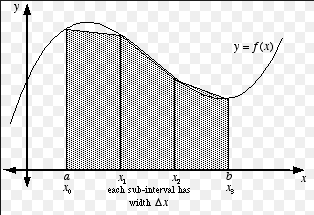 y
y = f(x)
a x₁ x₂ b x
x₀ each sub-interval has x₃
width Δx